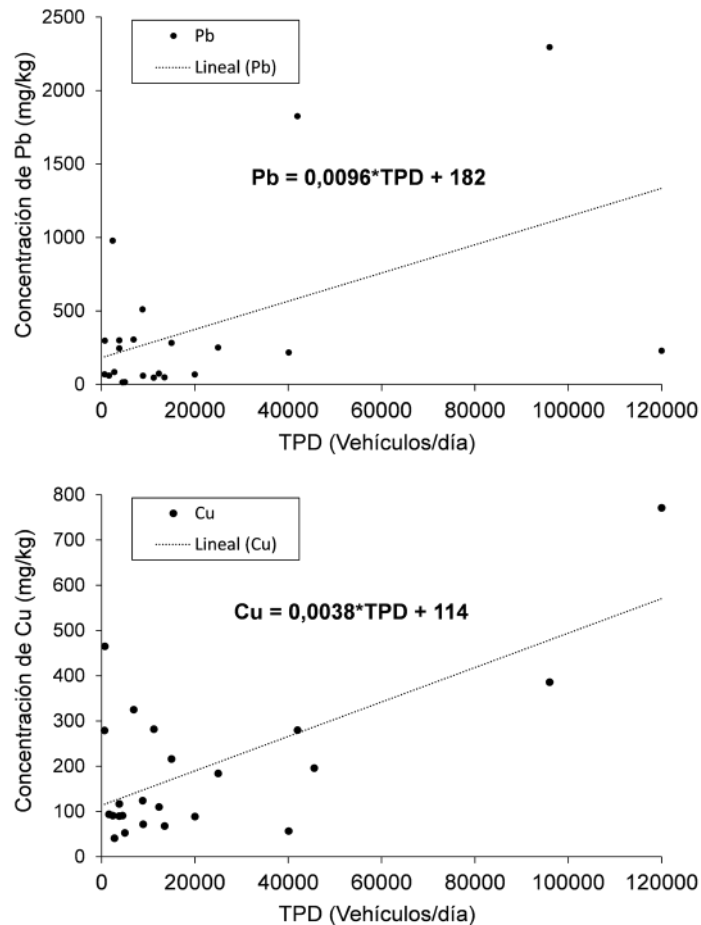 2500
2000
1500
1000
500
0
Concentración de Pb (mg/kg)
Pb
Lineal (Pb)
Pb = 0,0096*TPD + 182
0 20000 40000 60000 80000 100000 120000
TPD (Vehículos/día)
800
700
600
500
400
300
200
100
0
Concentración de Cu (mg/kg)
Cu
Lineal (Cu)
Cu = 0,0038*TPD + 114
0 20000 40000 60000 80000 100000 120000
TPD (Vehículos/día)